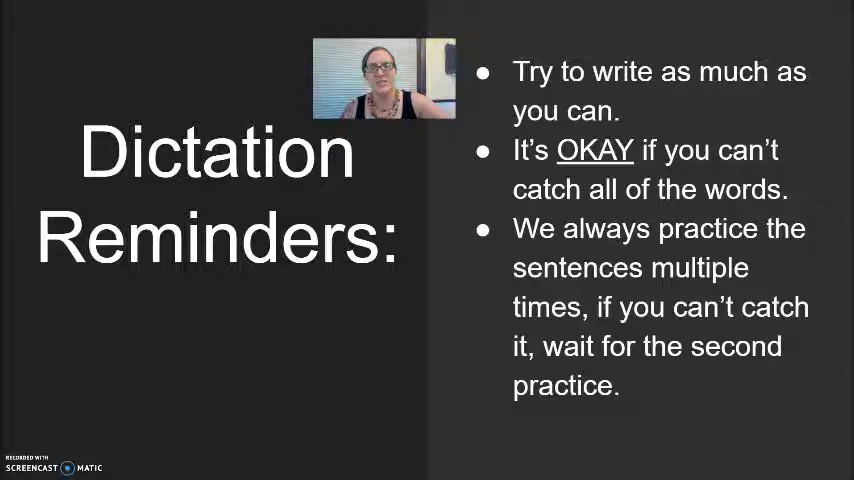 Dictation
Reminders:
● Try to write as much as
you can.
● It's OKAY if you can't
catch all of the words.
● We always practice the
sentences multiple
times, if you can't catch
it, wait for the second
practice.
RECORDED WITH
SCREENCAST MATIC